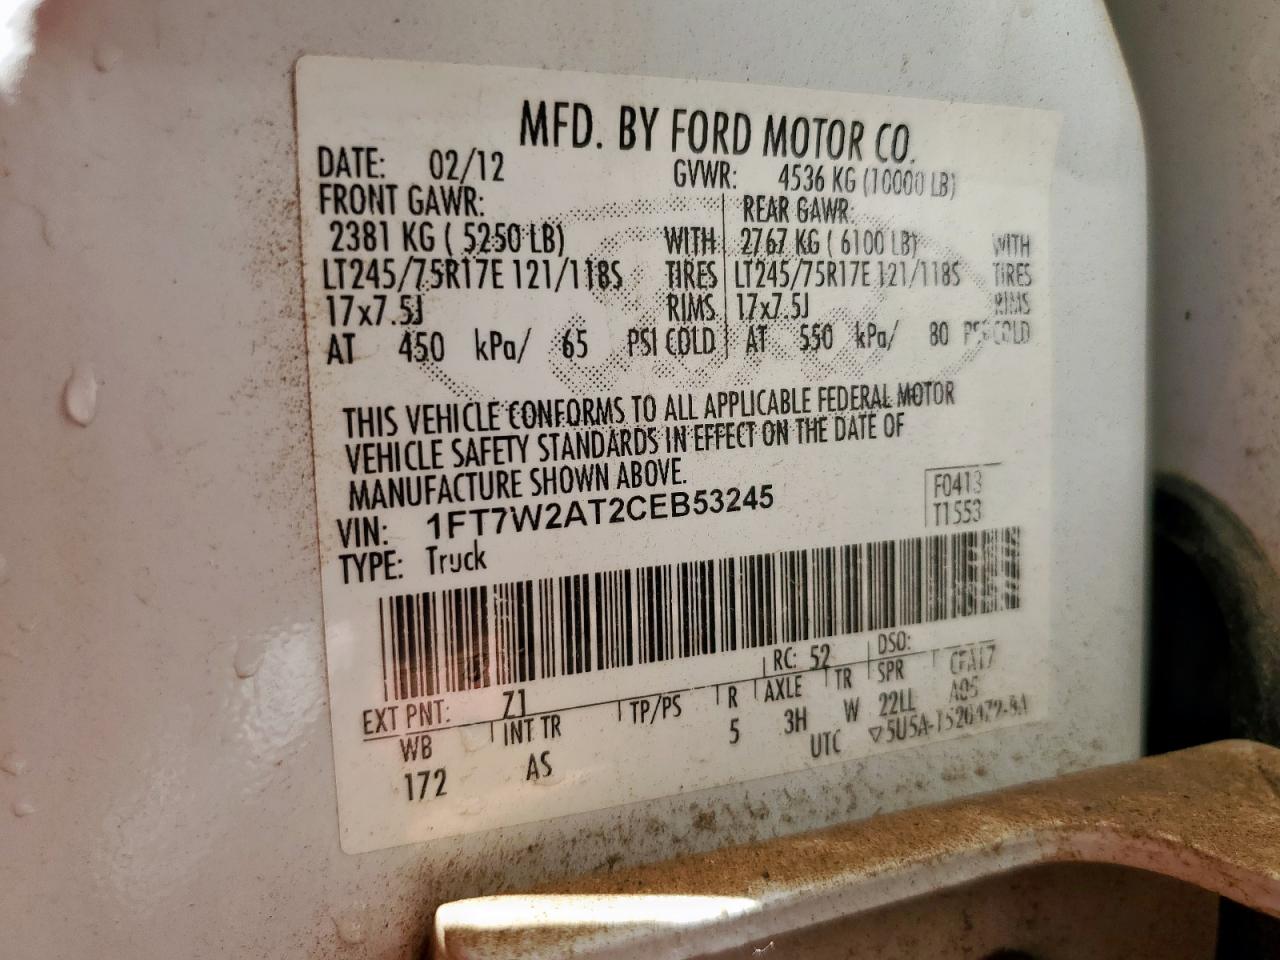 MFD. BY FORD MOTOR CO.
DATE: 02/12 GVWR: 4536 KG (10000 LB)
FRONT GAWR: REAR GAWR:
2381 KG ( 5250 LB) WITH 2767 KG ( 6100 LB) WITH
LT245/75R17E 121/118S TIRES LT245/75R17E 121/118S TIRES
17x7.5J RIMS 17x7.5J RIMS
AT 450 kPa/ 65 PSI COLD AT 550 kPa/ 80 PSI COLD
THIS VEHICLE CONFORMS TO ALL APPLICABLE FEDERAL MOTOR
VEHICLE SAFETY STANDARDS IN EFFECT ON THE DATE OF
MANUFACTURE SHOWN ABOVE.
VIN: 1FT7W2AT2CEB53245
F0413
T1553
TYPE: Truck
RC: 52 DSO:
EXT PNT: Z1
WB INT TR TP/PS R AXLE TR SPR
172 AS 5 3H W 22LL
UTC